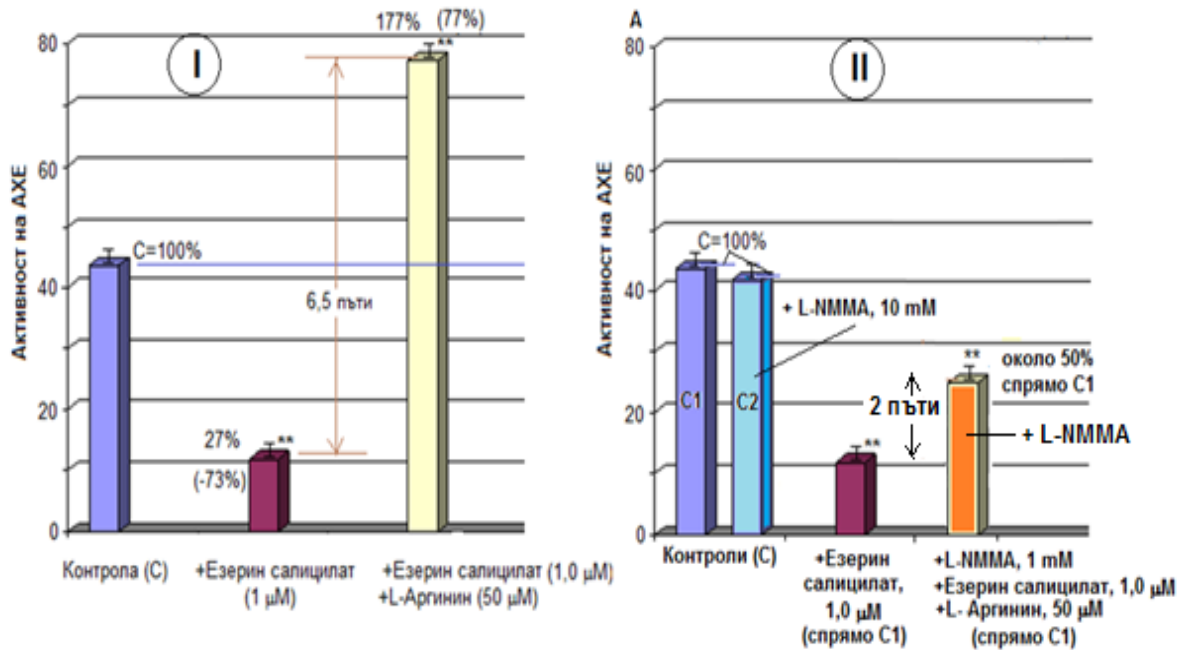 I
177% (77%)
**
80
60
40
20
0
Активност на АХЕ
C=100%
6,5 пъти
27%
**
(-73%)
Контрола (С)
+Езерин салицилат
(1 µM)
+Езерин салицилат (1,0 µM)
+L-Аргинин (50 µM)
A
II
80
60
40
20
0
Активност на АХЕ
C=100%
+ L-NMMA, 10 mM
C1
C2
**
2 пъти
**
около 50%
спрямо С1
+ L-NMMA
Контроли (С)
+Езерин
салицилат,
1,0 µM
(спрямо С1)
+L-NMMA, 1 mM
+Езерин салицилат, 1,0 µM
+L- Аргинин, 50 µM
(спрямо С1)